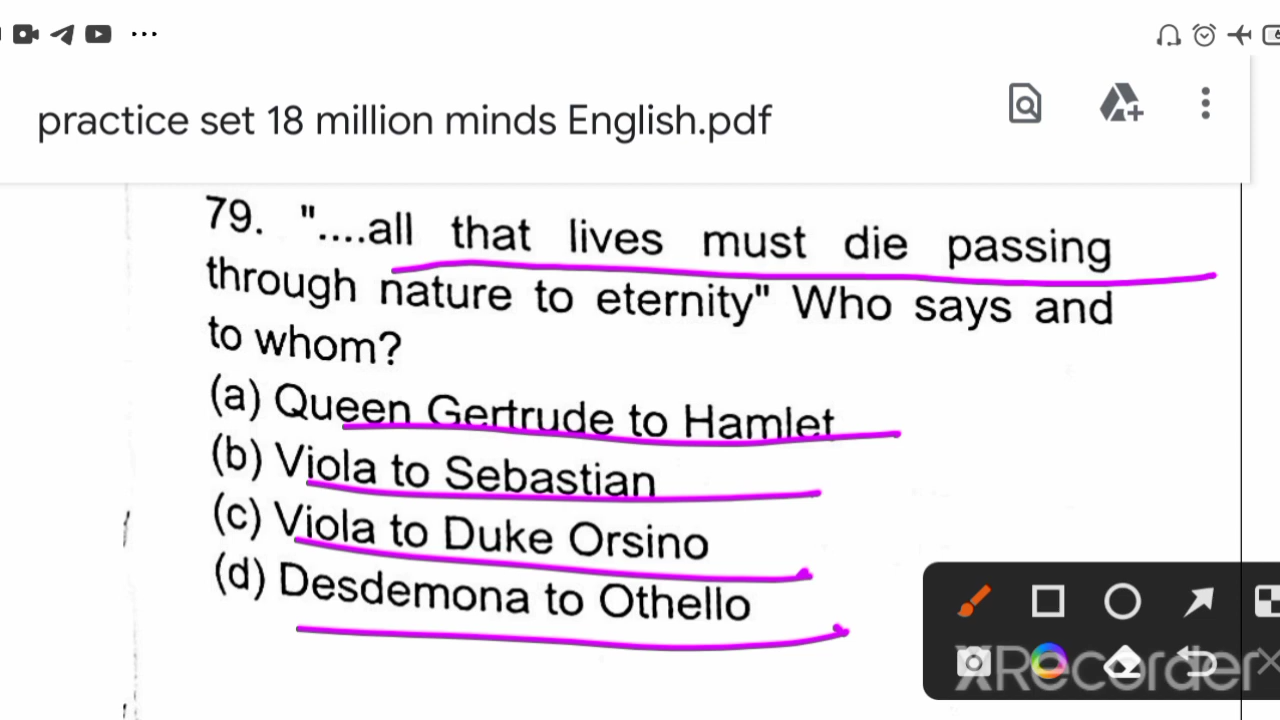 practice set 18 million minds English.pdf
79. "....all that lives must die passing
through nature to eternity" Who says and
to whom?
(a) Queen Gertrude to Hamlet
(b) Viola to Sebastian
(c) Viola to Duke Orsino
(d) Desdemona to Othello
XRecorder